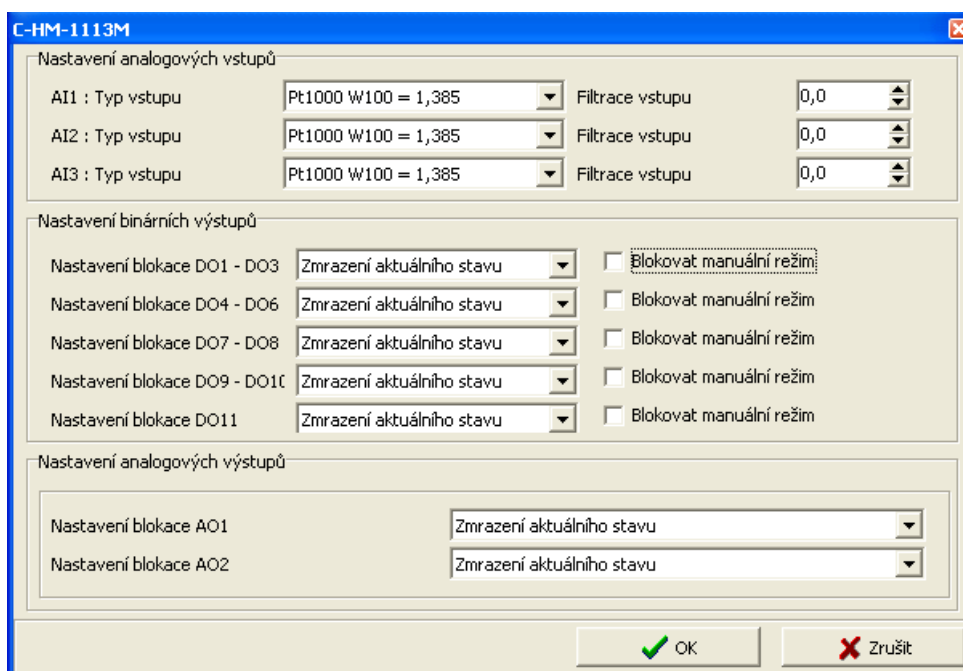 C-HM-1113M
Nastavení analogových vstupů
AI1 : Typ vstupu Pt1000 W100 = 1,385 Filtrace vstupu 0,0
AI2 : Typ vstupu Pt1000 W100 = 1,385 Filtrace vstupu 0,0
AI3 : Typ vstupu Pt1000 W100 = 1,385 Filtrace vstupu 0,0
Nastavení binárních výstupů
Nastavení blokace DO1 - DO3 Zmrazení aktuálního stavu Blokovat manuální režim
Nastavení blokace DO4 - DO6 Zmrazení aktuálního stavu Blokovat manuální režim
Nastavení blokace DO7 - DO8 Zmrazení aktuálního stavu Blokovat manuální režim
Nastavení blokace DO9 - DO10 Zmrazení aktuálního stavu Blokovat manuální režim
Nastavení blokace DO11 Zmrazení aktuálního stavu Blokovat manuální režim
Nastavení analogových výstupů
Nastavení blokace AO1 Zmrazení aktuálního stavu
Nastavení blokace AO2 Zmrazení aktuálního stavu
OK Zrušit